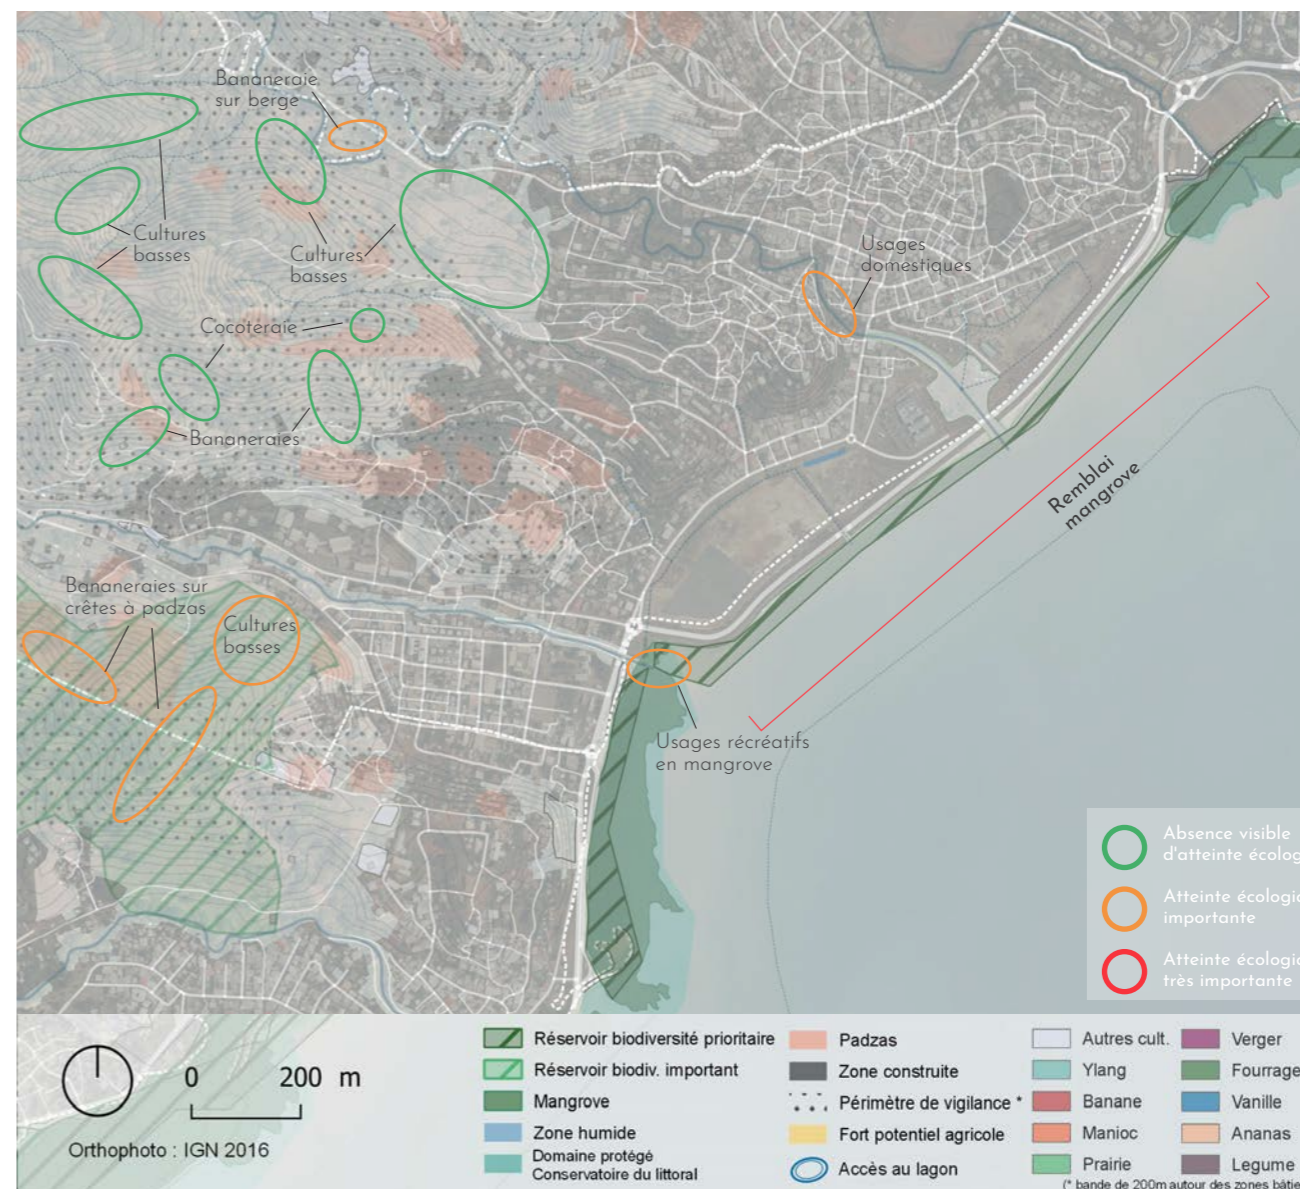 Bananeraie
sur berge
Cultures
basses
Cultures
basses
Usages
domestiques
Cocoteraie
Bananeraies
Remblai
mangrove
Bananeraies sur
crêtes à padzas
Cultures
basses
Usages récréatifs
en mangrove
Absence visible
d'atteinte écolog
Atteinte écologi
importante
Atteinte écologi
très importante
0 200 m
Orthophoto : IGN 2016
Réservoir biodiversité prioritaire
Réservoir biodiv. important
Mangrove
Zone humide
Domaine protégé
Conservatoire du littoral
Padzas
Zone construite
Périmètre de vigilance *
Fort potentiel agricole
Accès au lagon
Autres cult.
Ylang
Banane
Manioc
Prairie
Verger
Fourrage
Vanille
Ananas
Legume
(* bande de 200m autour des zones bâtie